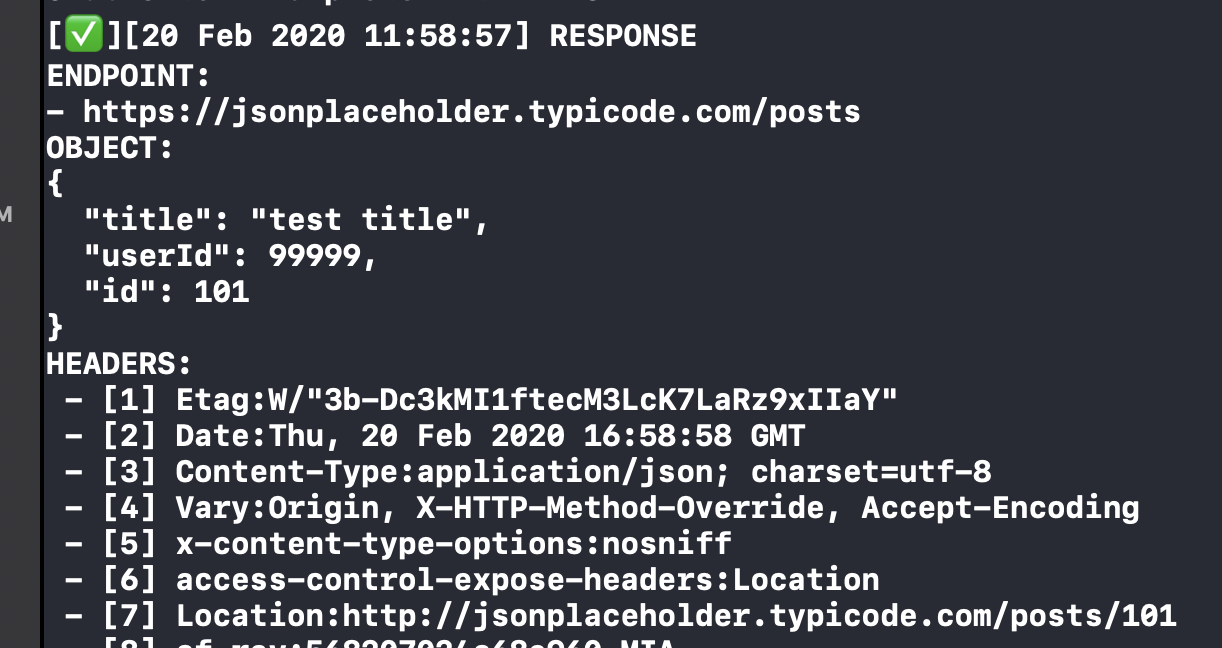 [✅][20 Feb 2020 11:58:57] RESPONSE
ENDPOINT:
- https://jsonplaceholder.typicode.com/posts
OBJECT:
{
  "title": "test title",
  "userId": 99999,
  "id": 101
}
HEADERS:
 - [1] Etag:W/"3b-Dc3kMI1ftecM3LcK7LaRz9xIIaY"
 - [2] Date:Thu, 20 Feb 2020 16:58:58 GMT
 - [3] Content-Type:application/json; charset=utf-8
 - [4] Vary:Origin, X-HTTP-Method-Override, Accept-Encoding
 - [5] x-content-type-options:nosniff
 - [6] access-control-expose-headers:Location
 - [7] Location:http://jsonplaceholder.typicode.com/posts/101
M